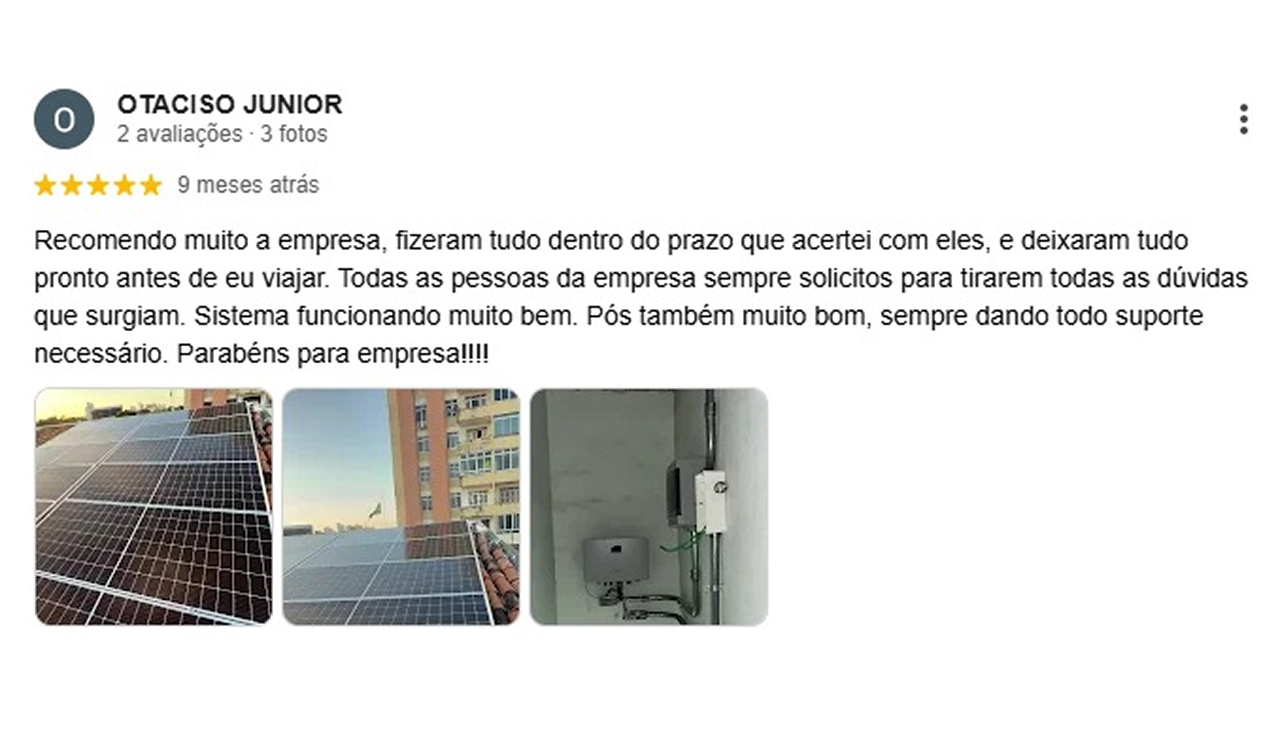 O
OTACISO JUNIOR
2 avaliações · 3 fotos
9 meses atrás
Recomendo muito a empresa, fizeram tudo dentro do prazo que acertei com eles, e deixaram tudo
pronto antes de eu viajar. Todas as pessoas da empresa sempre solicitos para tirarem todas as dúvidas
que surgiam. Sistema funcionando muito bem. Pós também muito bom, sempre dando todo suporte
necessário. Parabéns para empresa!!!!